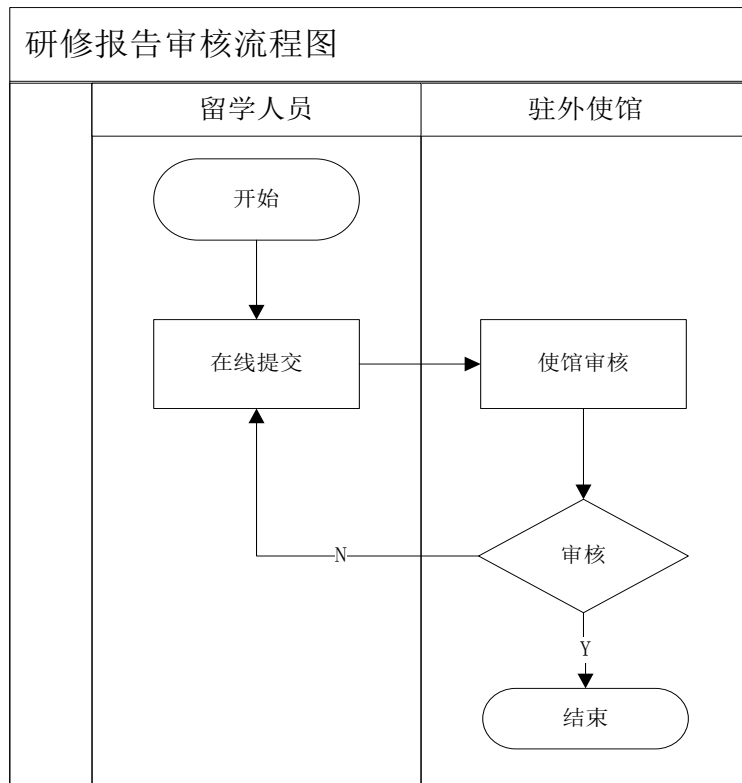 研修报告审核流程图
留学人员
驻外使馆
开始
在线提交
使馆审核
审核
N
Y
结束